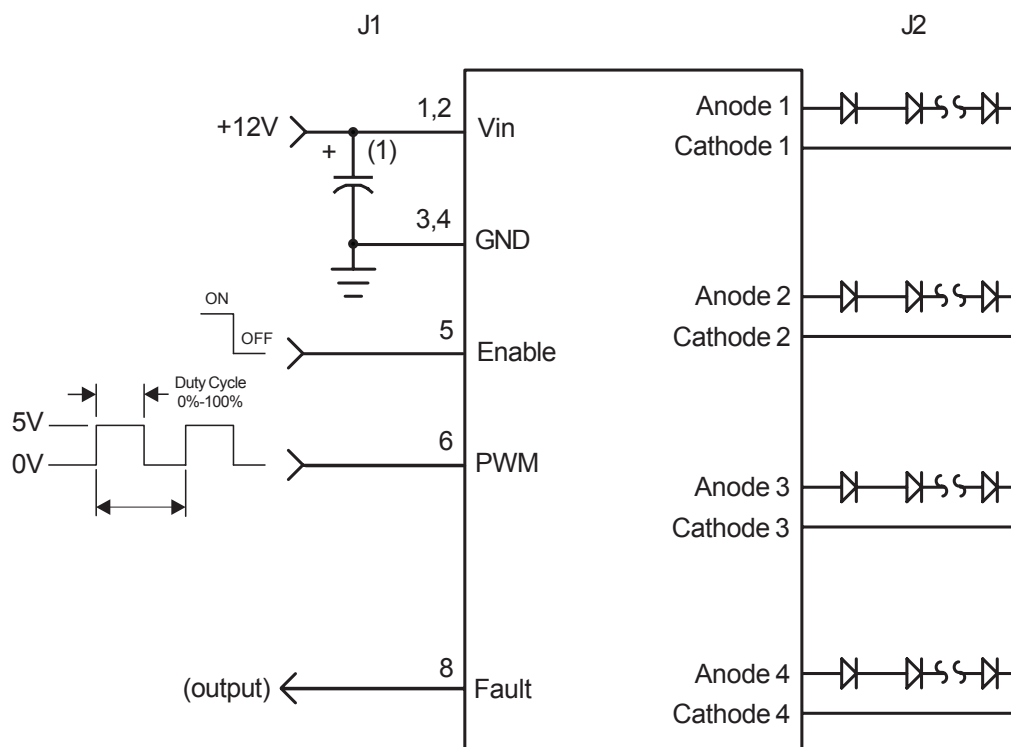 J1
J2
+12V
+
(1)
1,2
Vin
3,4
GND
ON
OFF
5
Enable
Duty Cycle
0%-100%
5V
0V
6
PWM
(output)
8
Fault
Anode 1
Cathode 1
Anode 2
Cathode 2
Anode 3
Cathode 3
Anode 4
Cathode 4